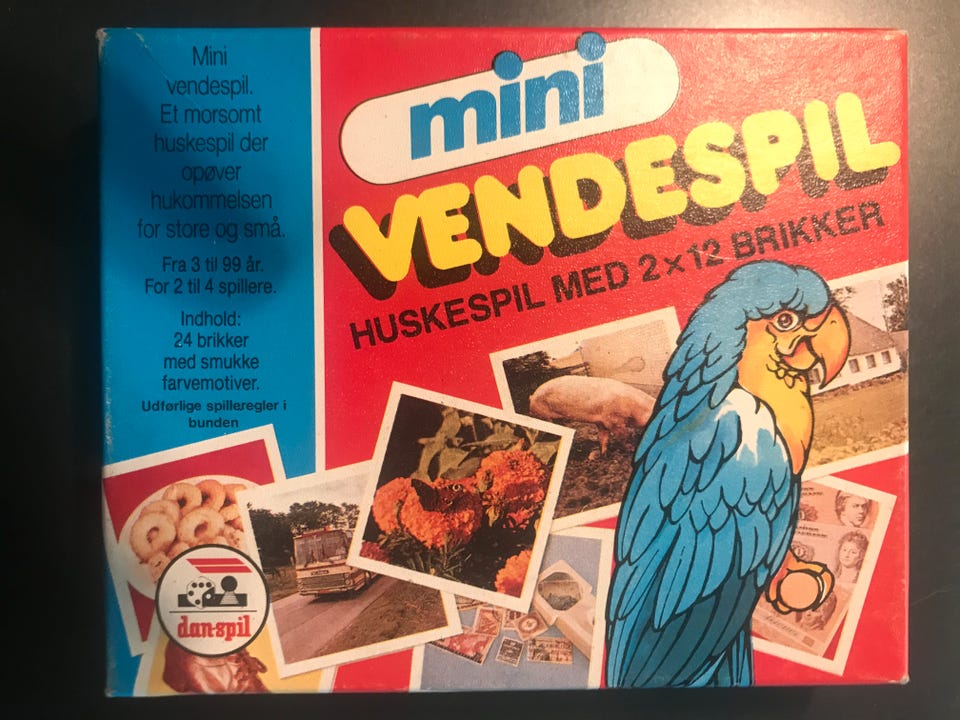 Mini
vendespil.
Et morsomt
huskespil der
opøver
hukommelsen
for store og små.
Fra 3 til 99 år.
For 2 til 4 spillere.
Indhold:
24 brikker
med smukke
farvemotiver.
Udførlige spilleregler i
bunden
mini
VENDESPIL
HUSKESPIL MED 2×12 BRIKKER
dan-spil